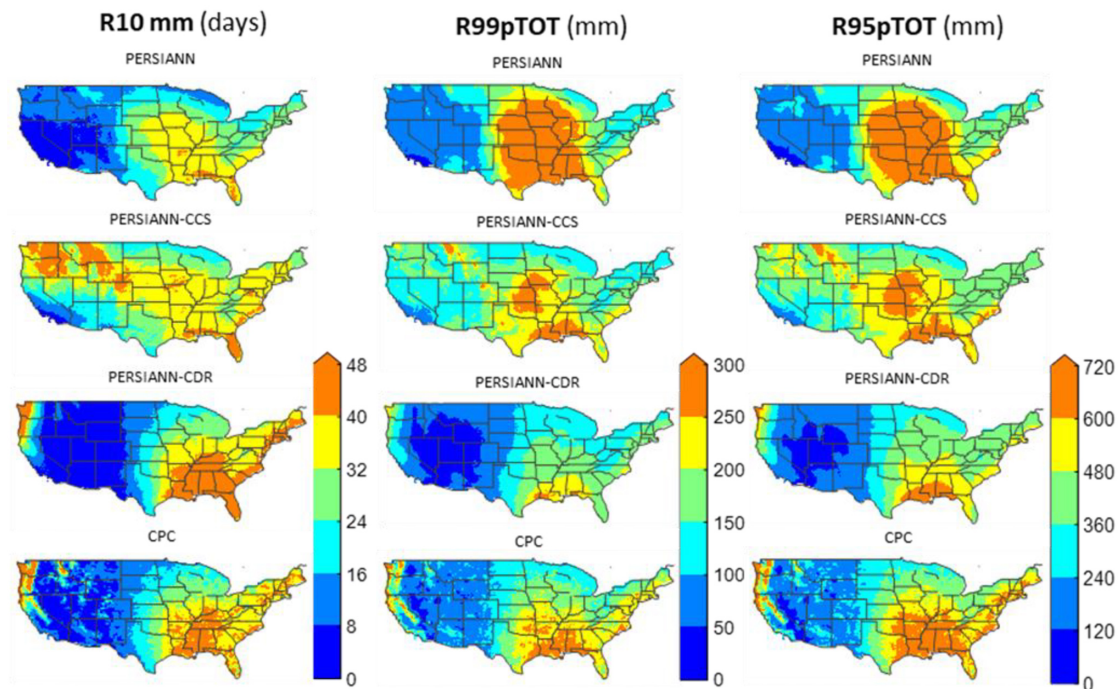 R10 mm (days)
R99pTOT (mm)
R95pTOT (mm)
PERSIANN
PERSIANN
PERSIANN
PERSIANN-CCS
PERSIANN-CCS
PERSIANN-CCS
PERSIANN-CDR
PERSIANN-CDR
PERSIANN-CDR
CPC
CPC
CPC
48
40
32
24
16
8
0
300
250
200
150
100
50
0
720
600
480
360
240
120
0